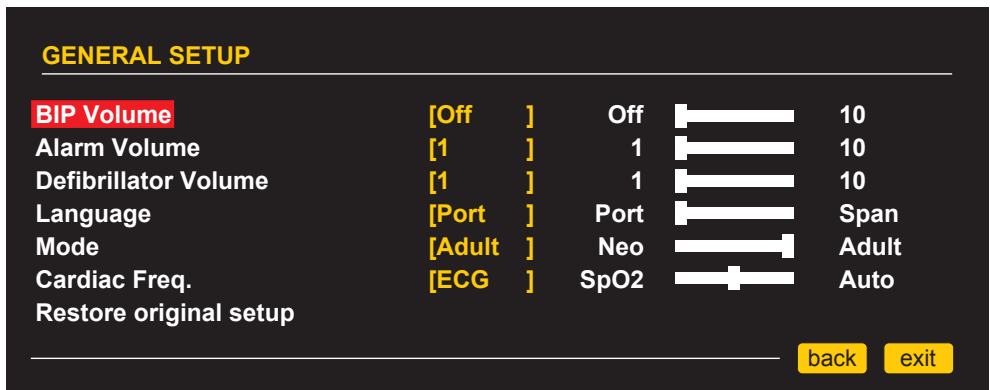 GENERAL SETUP
BIP Volume [Off ] Off 10
Alarm Volume [1 ] 1 10
Defibrillator Volume [1 ] 1 10
Language [Port ] Port Span
Mode [Adult ] Neo Adult
Cardiac Freq. [ECG ] SpO2 Auto
Restore original setup
back exit